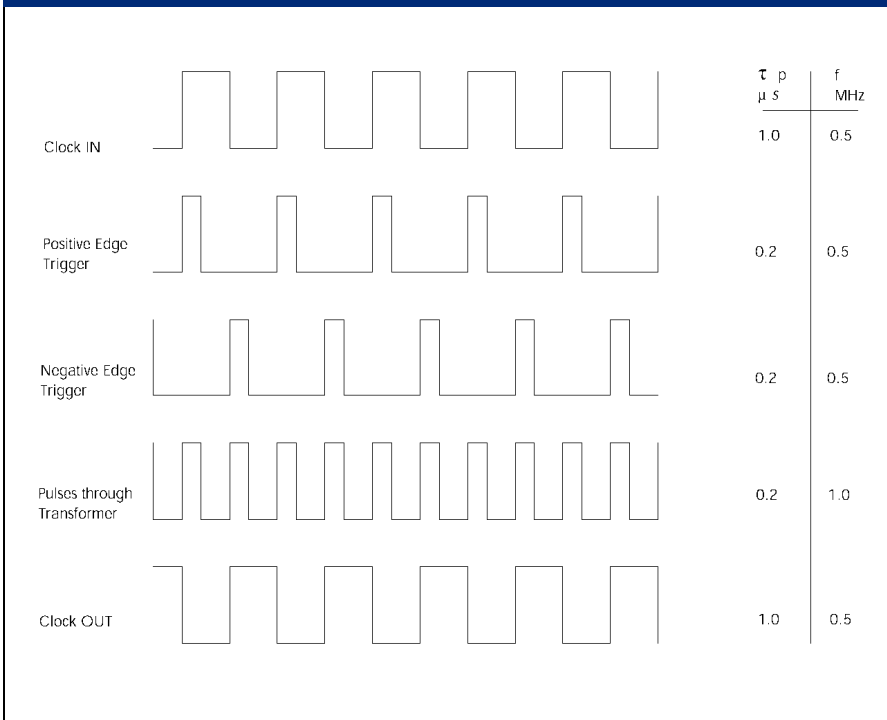 τ p f
μ s MHz
Clock IN 1.0 0.5
Positive Edge
Trigger 0.2 0.5
Negative Edge
Trigger 0.2 0.5
Pulses through
Transformer 0.2 1.0
Clock OUT 1.0 0.5